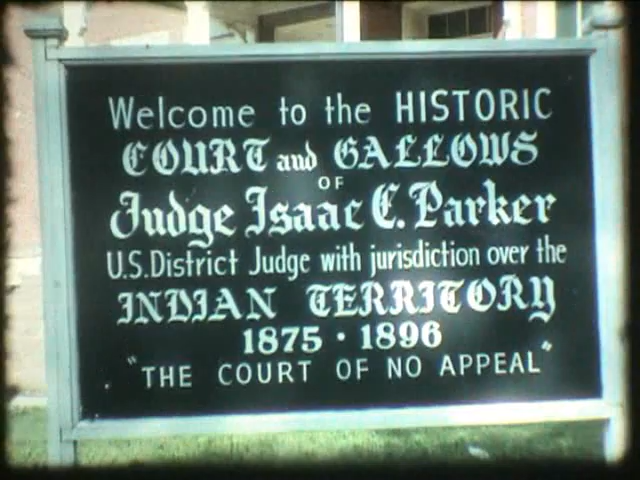 Welcome to the HISTORIC
COURT and GALLOWS
OF
Judge Isaac C. Parker
U.S. District Judge with jurisdiction over the
INDIAN TERRITORY
1875 · 1896
"THE COURT OF NO APPEAL"